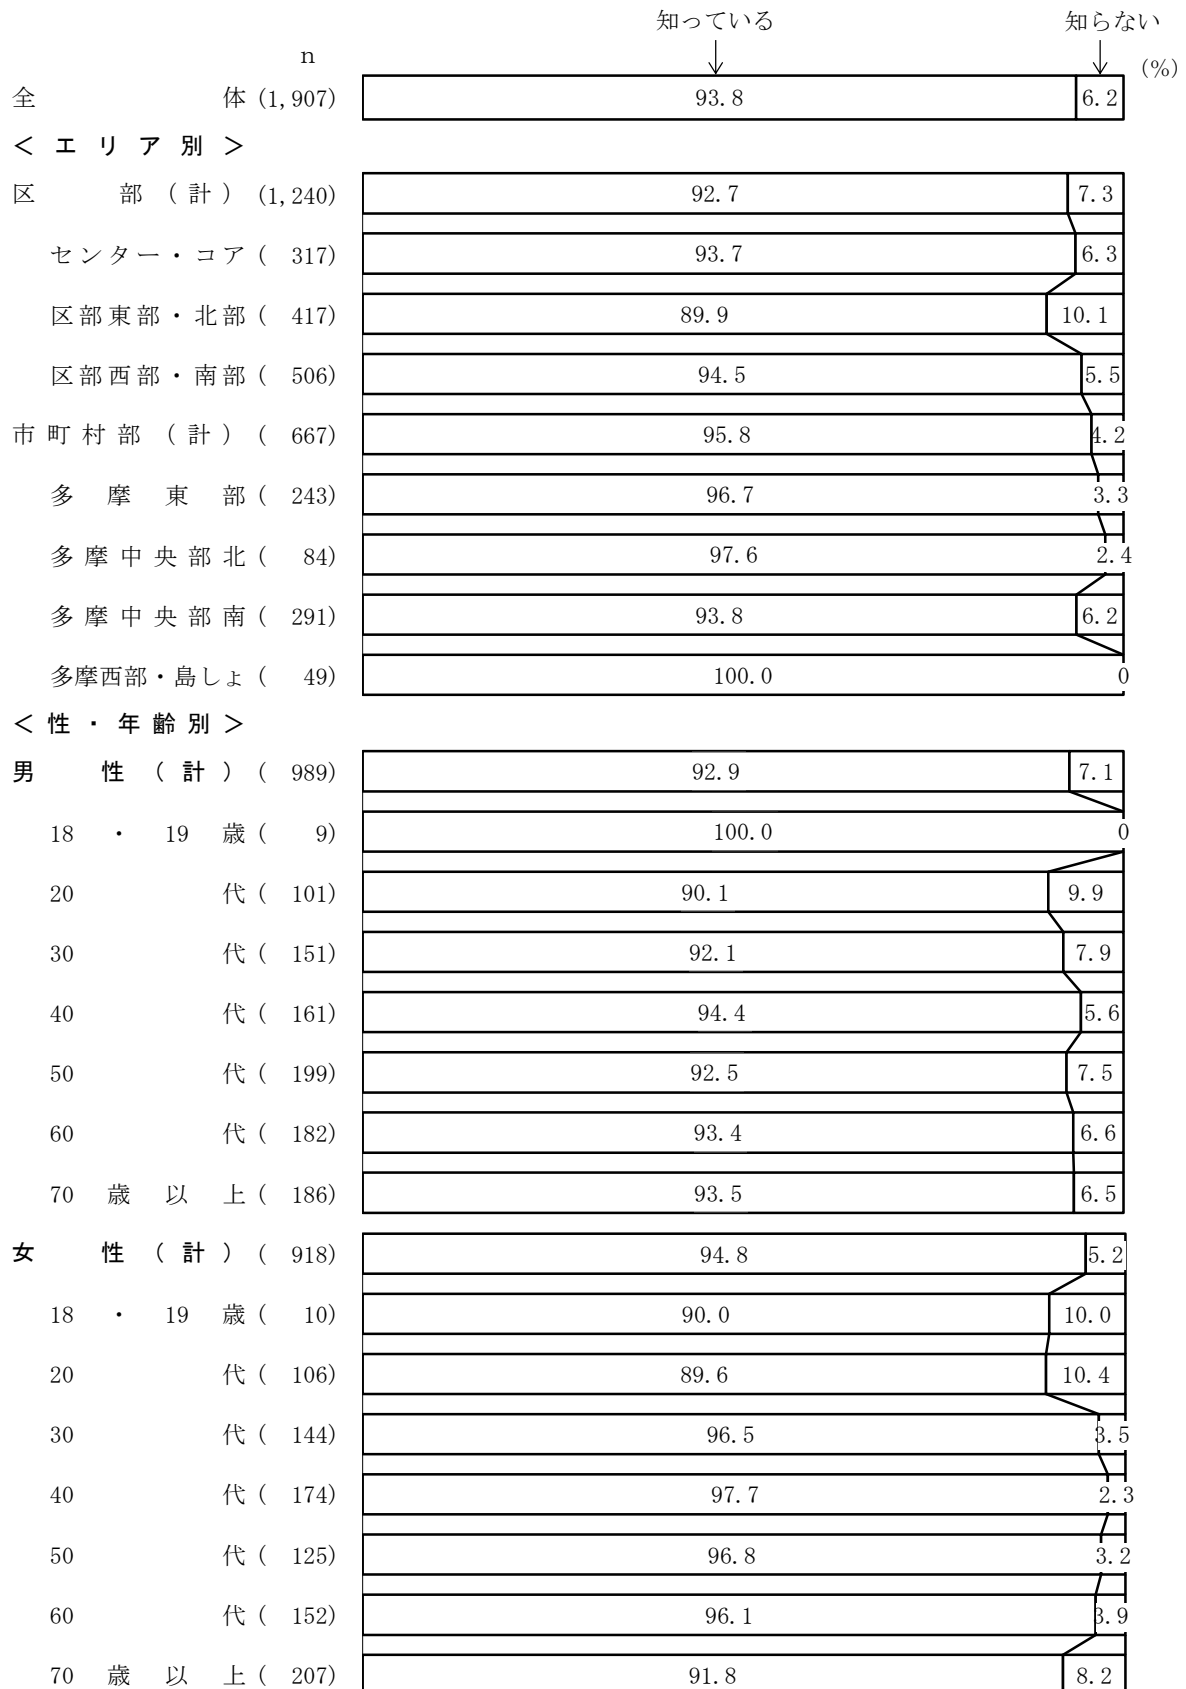 知っている 知らない
n (%)
全体 (1,907) 93.8 6.2
＜エリア別＞
区部（計） (1,240) 92.7 7.3
センター・コア ( 317) 93.7 6.3
区部東部・北部 ( 417) 89.9 10.1
区部西部・南部 ( 506) 94.5 5.5
市町村部（計） ( 667) 95.8 4.2
多摩東部 ( 243) 96.7 3.3
多摩中央部北 ( 84) 97.6 2.4
多摩中央部南 ( 291) 93.8 6.2
多摩西部・島しょ ( 49) 100.0 0
＜性・年齢別＞
男性（計） ( 989) 92.9 7.1
18・19歳 ( 9) 100.0 0
20代 ( 101) 90.1 9.9
30代 ( 151) 92.1 7.9
40代 ( 161) 94.4 5.6
50代 ( 199) 92.5 7.5
60代 ( 182) 93.4 6.6
70歳以上 ( 186) 93.5 6.5
女性（計） ( 918) 94.8 5.2
18・19歳 ( 10) 90.0 10.0
20代 ( 106) 89.6 10.4
30代 ( 144) 96.5 3.5
40代 ( 174) 97.7 2.3
50代 ( 125) 96.8 3.2
60代 ( 152) 96.1 3.9
70歳以上 ( 207) 91.8 8.2